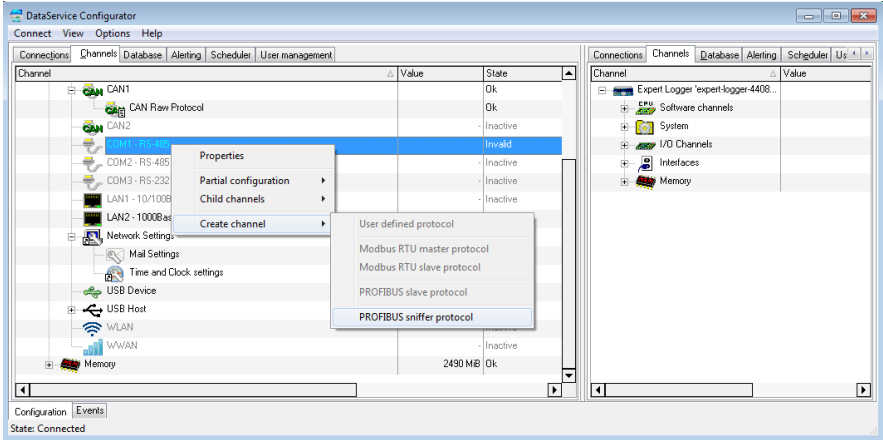 DataService Configurator
Connect View Options Help
Connections Channels Database Alerting Scheduler User management
Channel Value State
CAN1 Ok
CAN Raw Protocol Ok
CAN2 - Inactive
COM1 - RS-485 Invalid
COM2 - RS-485 - Inactive
COM3 - RS-232 - Inactive
LAN1 - 10/100B - Inactive
LAN2 - 1000Bas
Network Settings
Mail Settings
Time and Clock settings
USB Device
USB Host
WLAN
WWAN - Inactive
Memory 2490 MiB Ok
Properties
Partial configuration
Child channels
Create channel
User defined protocol
Modbus RTU master protocol
Modbus RTU slave protocol
PROFIBUS slave protocol
PROFIBUS sniffer protocol
Connections Channels Database Alerting Scheduler Us
Channel Value
Expert Logger 'expert-logger-4408...
CPU Software channels
System
I/O Channels
Interfaces
Memory
Configuration Events
State: Connected